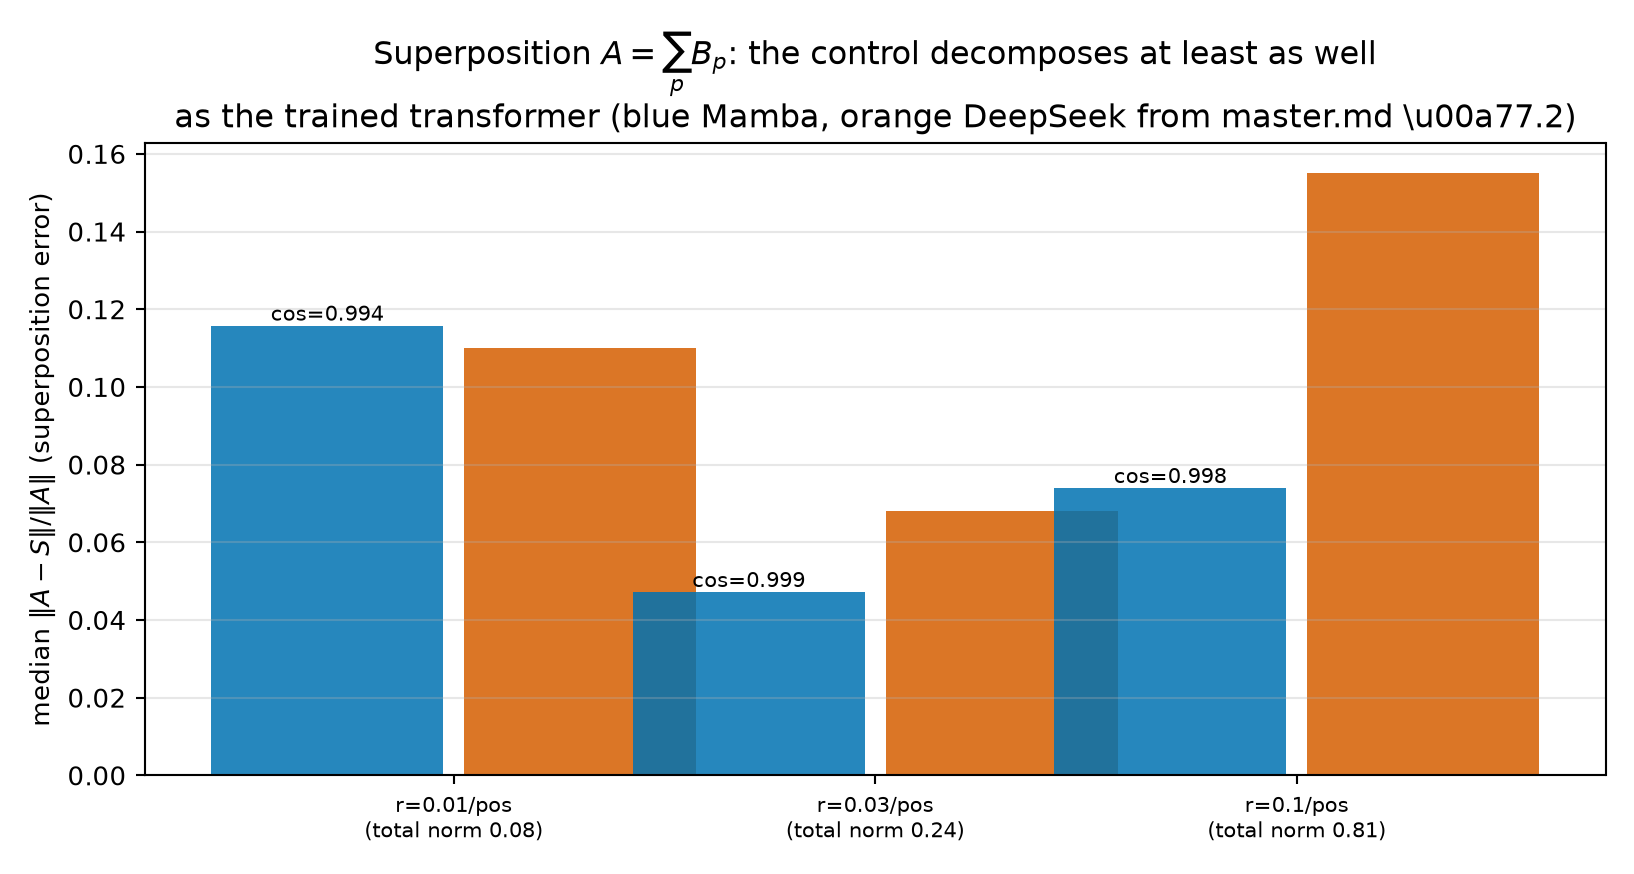 Superposition A = ∑_p B_p: the control decomposes at least as well
as the trained transformer (blue Mamba, orange DeepSeek from master.md \u00a77.2)
median ‖A − S‖/‖A‖ (superposition error)
0.16
0.14
0.12
0.10
0.08
0.06
0.04
0.02
0.00
cos=0.994
cos=0.999
cos=0.998
r=0.01/pos
(total norm 0.08)
r=0.03/pos
(total norm 0.24)
r=0.1/pos
(total norm 0.81)